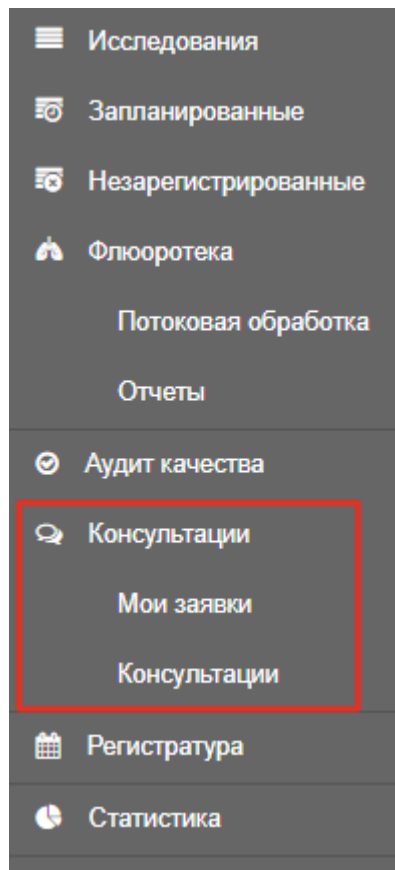 Исследования
Запланированные
Незарегистрированные
Флюоротека
Потоковая обработка
Отчеты
Аудит качества
Консультации
Мои заявки
Консультации
Регистратура
Статистика